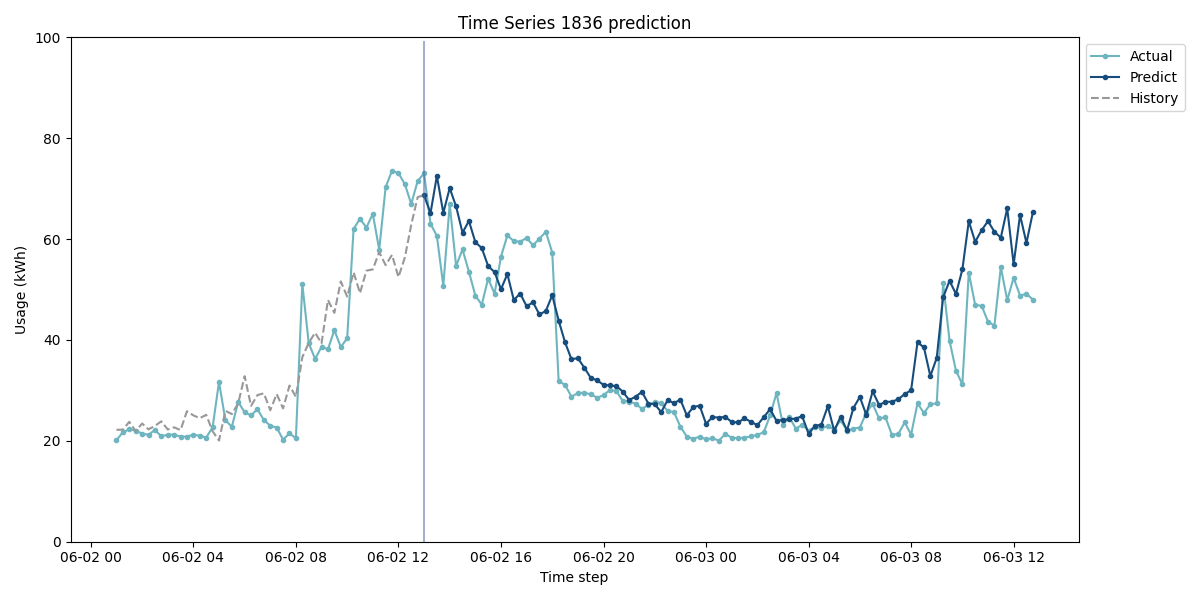 Time Series 1836 prediction
Usage (kWh)
100
80
60
40
20
0
06-02 00
06-02 04
06-02 08
06-02 12
06-02 16
06-02 20
06-03 00
06-03 04
06-03 08
06-03 12
Time step
Actual
Predict
History